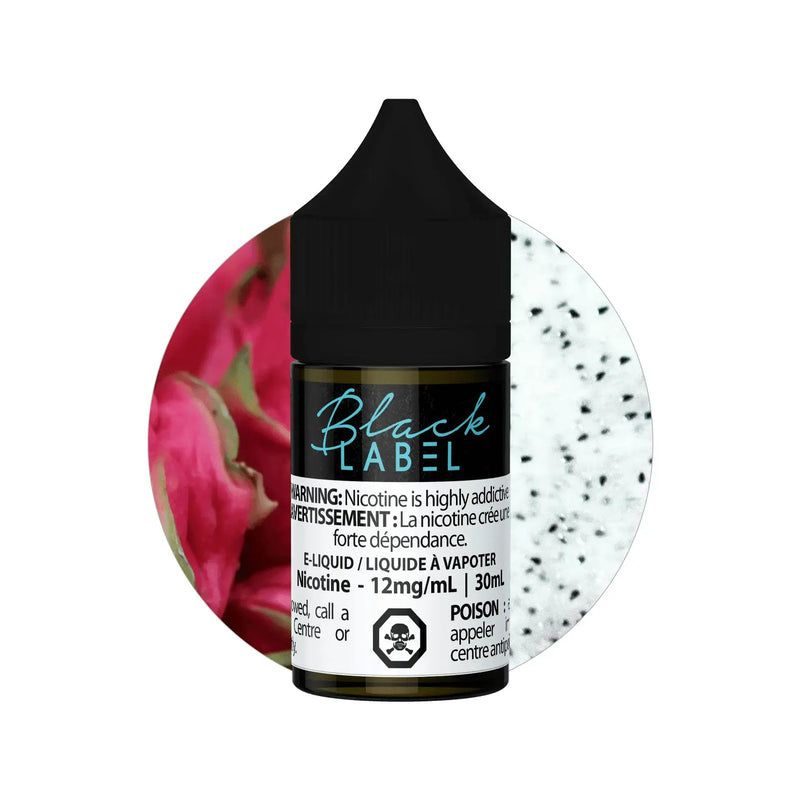 Black
LABEL
WARNING: Nicotine is highly addictive.
AVERTISSEMENT : La nicotine crée une
forte dépendance.
E-LIQUID / LIQUIDE À VAPOTER
Nicotine - 12mg/mL | 30mL
call a
Centre or
POISON :
appeler
centre